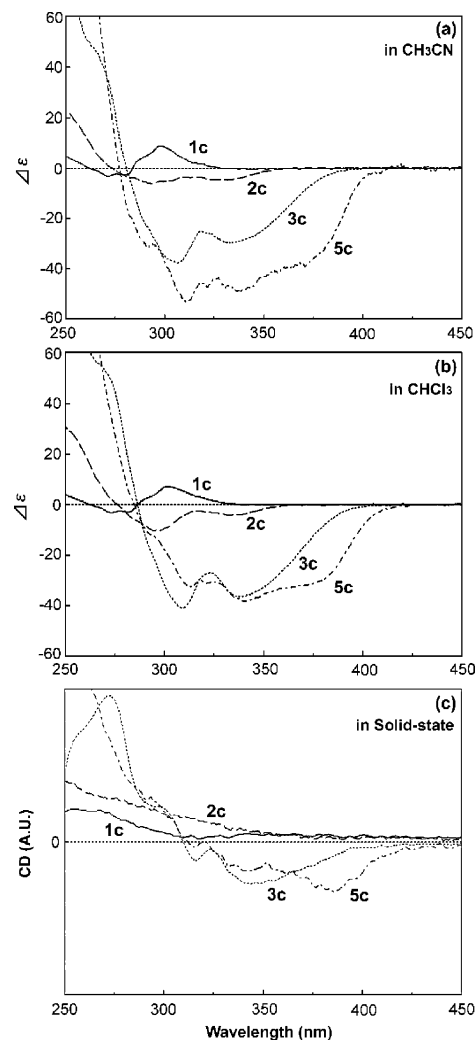 60
40
20
0
-20
-40
-60
Δε
(a)
in CH3CN
1c
2c
3c
5c
250 300 350 400 450
60
40
20
0
-20
-40
-60
Δε
(b)
in CHCl3
1c
2c
3c
5c
250 300 350 400 450
CD (A.U.)
0
(c)
in Solid-state
2c
1c
3c
5c
250 300 350 400 450
Wavelength (nm)